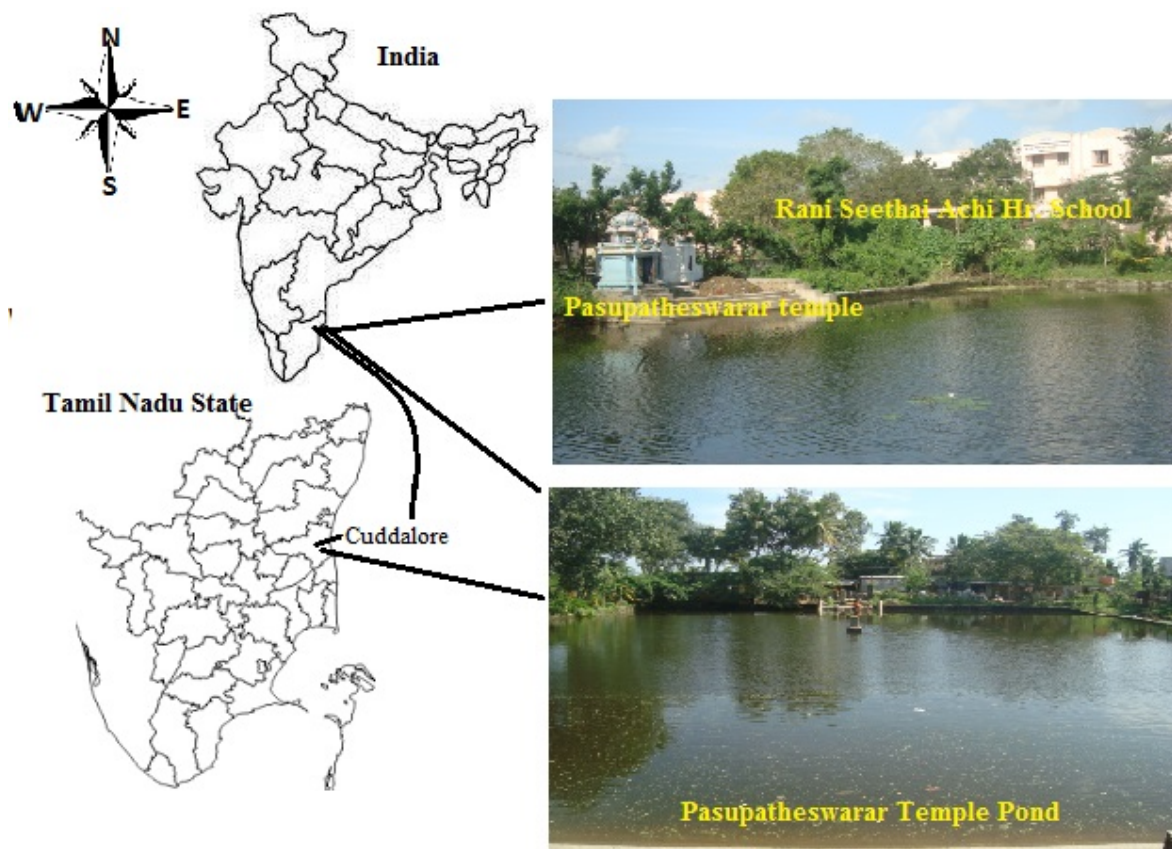 N
W
E
S
India
Tamil Nadu State
Cuddalore
Rani Seethai Achi Hr. School
Pasupatheswarar temple
Pasupatheswarar Temple Pond